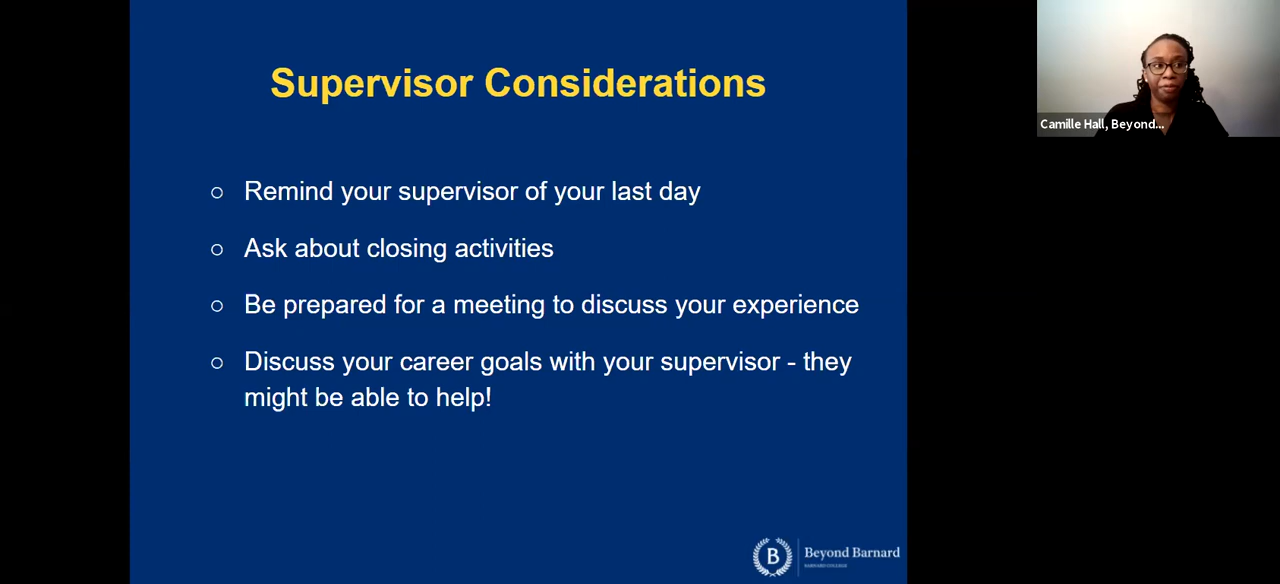 Supervisor Considerations
○ Remind your supervisor of your last day
○ Ask about closing activities
○ Be prepared for a meeting to discuss your experience
○ Discuss your career goals with your supervisor - they
might be able to help!
Camille Hall, Beyond...
B
Beyond Barnard
BARNARD COLLEGE